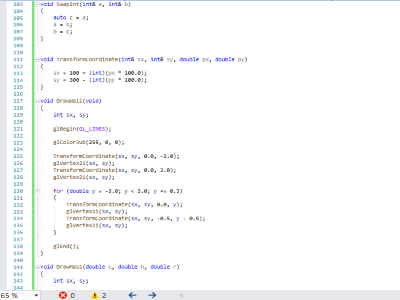 103 void SwapInt(int& a, int& b)
104 {
105 auto c = a;
106 a = b;
107 b = c;
108 }
109
110
111 void TransformCoordinate(int& sx, int& sy, double px, double py)
112 {
113 sx = 100 + (int)(px * 100.0);
114 sy = 300 - (int)(py * 100.0);
115 }
116
117 void DrawWall(void)
118 {
119 int sx, sy;
120
121 glBegin(GL_LINES);
122
123 glColor3ub(255, 0, 0);
124
125 TransformCoordinate(sx, sy, 0.0, -3.0);
126 glVertex2i(sx, sy);
127 TransformCoordinate(sx, sy, 0.0, 3.0);
128 glVertex2i(sx, sy);
129
130 for (double y = -3.0; y < 3.0; y += 0.3)
131 {
132 TransformCoordinate(sx, sy, 0.0, y);
133 glVertex2i(sx, sy);
134 TransformCoordinate(sx, sy, -0.5, y - 0.5);
135 glVertex2i(sx, sy);
136 }
137
138 glEnd();
139 }
140
141 void DrawMass(double L, double h, double r)
142 {
143 int sx, sy;
144
65 % 0 2